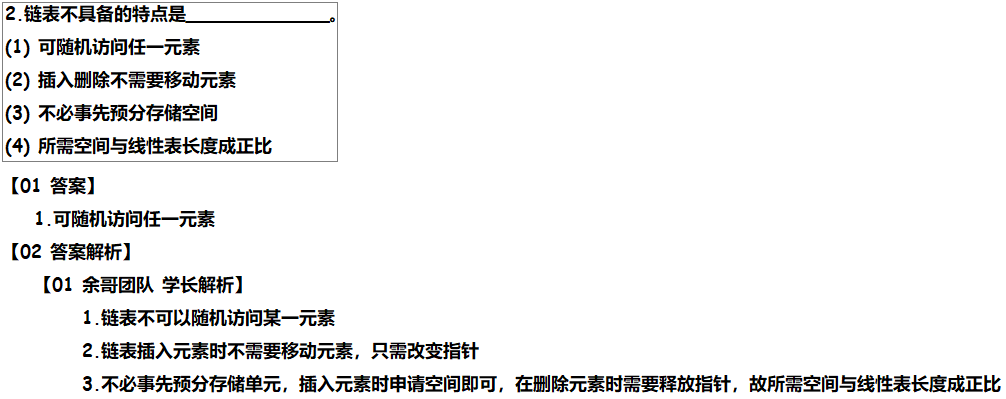 2.链表不具备的特点是________________。
(1) 可随机访问任一元素
(2) 插入删除不需要移动元素
(3) 不必事先预分存储空间
(4) 所需空间与线性表长度成正比
【01 答案】
1.可随机访问任一元素
【02 答案解析】
【01 余哥团队 学长解析】
1.链表不可以随机访问某一元素
2.链表插入元素时不需要移动元素，只需改变指针
3.不必事先预分存储单元，插入元素时申请空间即可，在删除元素时需要释放指针，故所需空间与线性表长度成正比